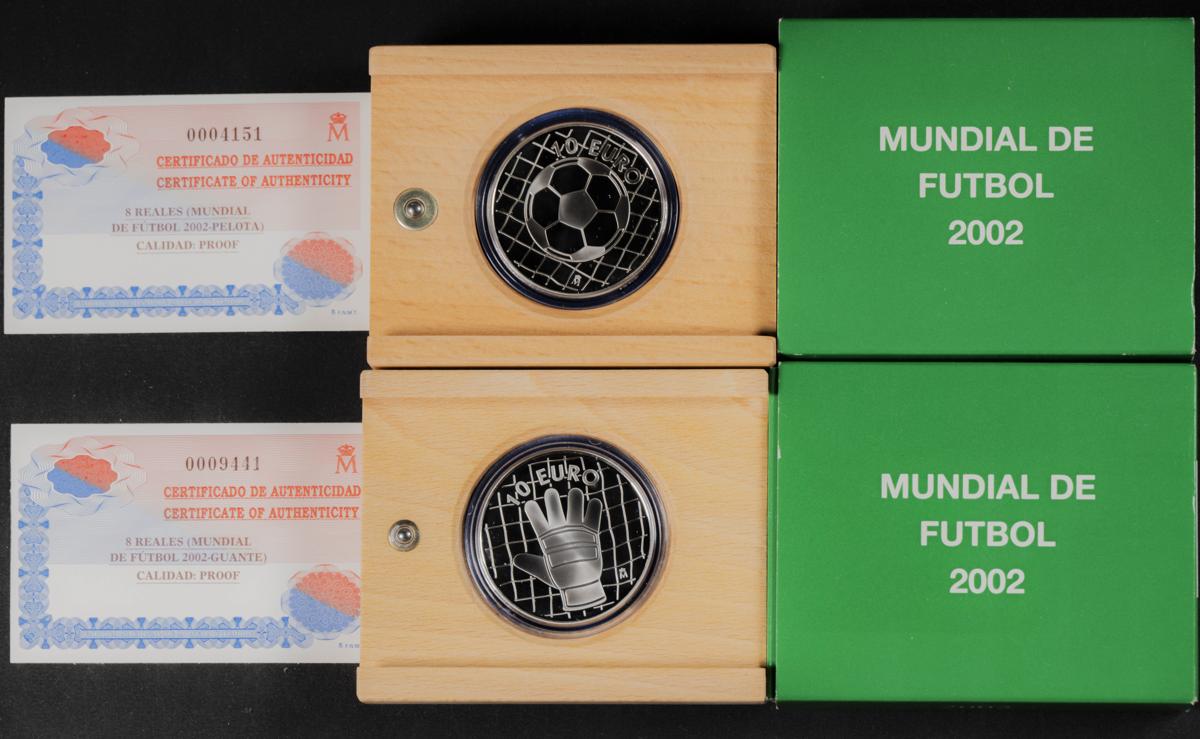 0004151
M
CERTIFICADO DE AUTENTICIDAD
CERTIFICATE OF AUTHENTICITY
8 REALES (MUNDIAL
DE FÚTBOL 2002-PELOTA)
CALIDAD: PROOF
10 EURO
M
MUNDIAL DE
FUTBOL
2002
0009441
M
CERTIFICADO DE AUTENTICIDAD
CERTIFICATE OF AUTHENTICITY
8 REALES (MUNDIAL
DE FÚTBOL 2002-GUANTE)
CALIDAD: PROOF
10 EURO
M
MUNDIAL DE
FUTBOL
2002